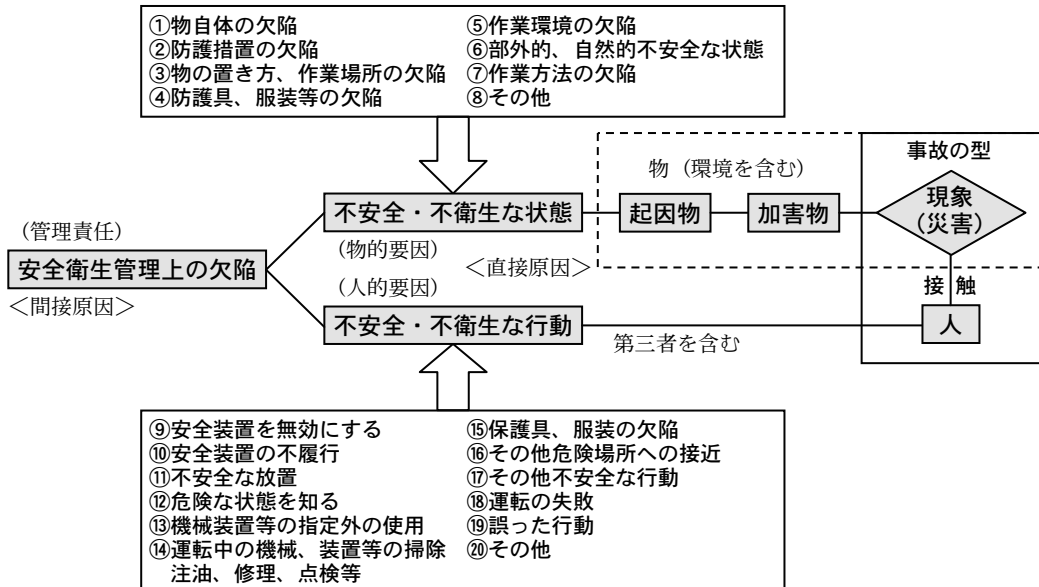 ①物自体の欠陥
②防護措置の欠陥
③物の置き方、作業場所の欠陥
④防護具、服装等の欠陥
⑤作業環境の欠陥
⑥部外的、自然的不安全な状態
⑦作業方法の欠陥
⑧その他
事故の型
物（環境を含む）
不安全・不衛生な状態
起因物
加害物
現象
（災害）
（管理責任）
安全衛生管理上の欠陥
＜間接原因＞
（物的要因）
＜直接原因＞
（人的要因）
接触
不安全・不衛生な行動
人
第三者を含む
⑨安全装置を無効にする
⑩安全装置の不履行
⑪不安全な放置
⑫危険な状態を知る
⑬機械装置等の指定外の使用
⑭運転中の機械、装置等の掃除
注油、修理、点検等
⑮保護具、服装の欠陥
⑯その他危険場所への接近
⑰その他不安全な行動
⑱運転の失敗
⑲誤った行動
⑳その他